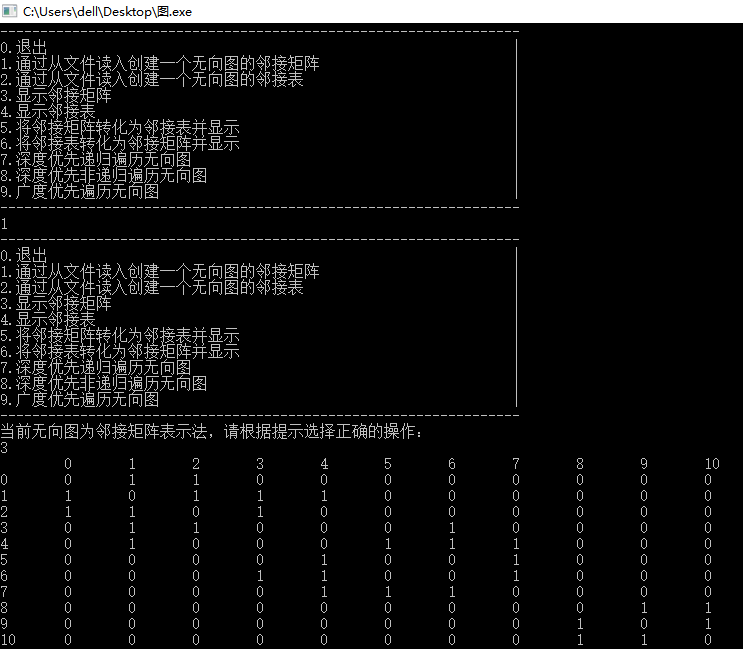 C:\Users\dell\Desktop\图.exe
-----------------------------------------------------------------
0.退出 |
1.通过从文件读入创建一个无向图的邻接矩阵 |
2.通过从文件读入创建一个无向图的邻接表 |
3.显示邻接矩阵 |
4.显示邻接表 |
5.将邻接矩阵转化为邻接表并显示 |
6.将邻接表转化为邻接矩阵并显示 |
7.深度优先递归遍历无向图 |
8.深度优先非递归遍历无向图 |
9.广度优先遍历无向图 |
-----------------------------------------------------------------
1
-----------------------------------------------------------------
0.退出 |
1.通过从文件读入创建一个无向图的邻接矩阵 |
2.通过从文件读入创建一个无向图的邻接表 |
3.显示邻接矩阵 |
4.显示邻接表 |
5.将邻接矩阵转化为邻接表并显示 |
6.将邻接表转化为邻接矩阵并显示 |
7.深度优先递归遍历无向图 |
8.深度优先非递归遍历无向图 |
9.广度优先遍历无向图 |
-----------------------------------------------------------------
当前无向图为邻接矩阵表示法，请根据提示选择正确的操作：
3
0 1 2 3 4 5 6 7 8 9 10
0 0 1 1 0 0 0 0 0 0 0 0
1 1 0 1 1 1 0 0 0 0 0 0
2 1 1 0 1 0 0 0 0 0 0 0
3 0 1 1 0 0 0 1 0 0 0 0
4 0 1 0 0 0 1 1 1 0 0 0
5 0 0 0 0 1 0 0 1 0 0 0
6 0 0 0 1 1 0 0 1 0 0 0
7 0 0 0 0 1 1 1 0 0 0 0
8 0 0 0 0 0 0 0 0 0 1 1
9 0 0 0 0 0 0 0 0 1 0 1
10 0 0 0 0 0 0 0 0 1 1 0